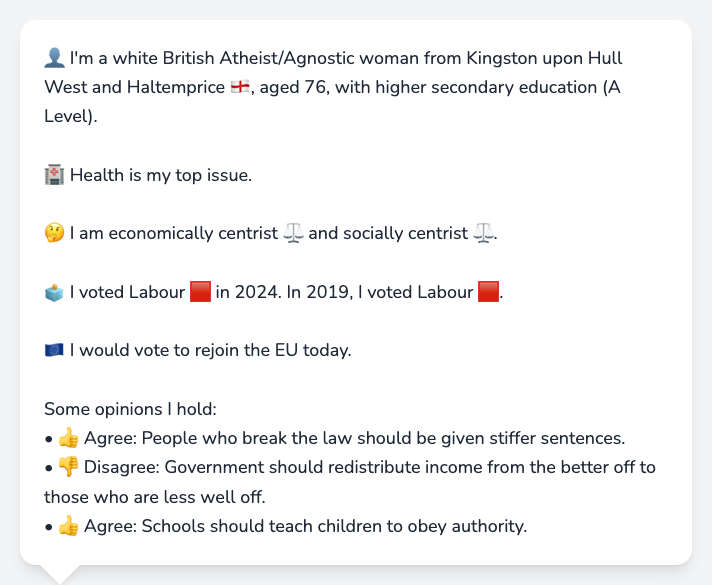 👤 I'm a white British Atheist/Agnostic woman from Kingston upon Hull
West and Haltemprice 🏴󠁧󠁢󠁥󠁮󠁧󠁿, aged 76, with higher secondary education (A
Level).
🏥 Health is my top issue.
🤔 I am economically centrist ⚖️ and socially centrist ⚖️.
🗳️ I voted Labour 🟥 in 2024. In 2019, I voted Labour 🟥.
🇪🇺 I would vote to rejoin the EU today.
Some opinions I hold:
• 👍 Agree: People who break the law should be given stiffer sentences.
• 👎 Disagree: Government should redistribute income from the better off to
those who are less well off.
• 👍 Agree: Schools should teach children to obey authority.